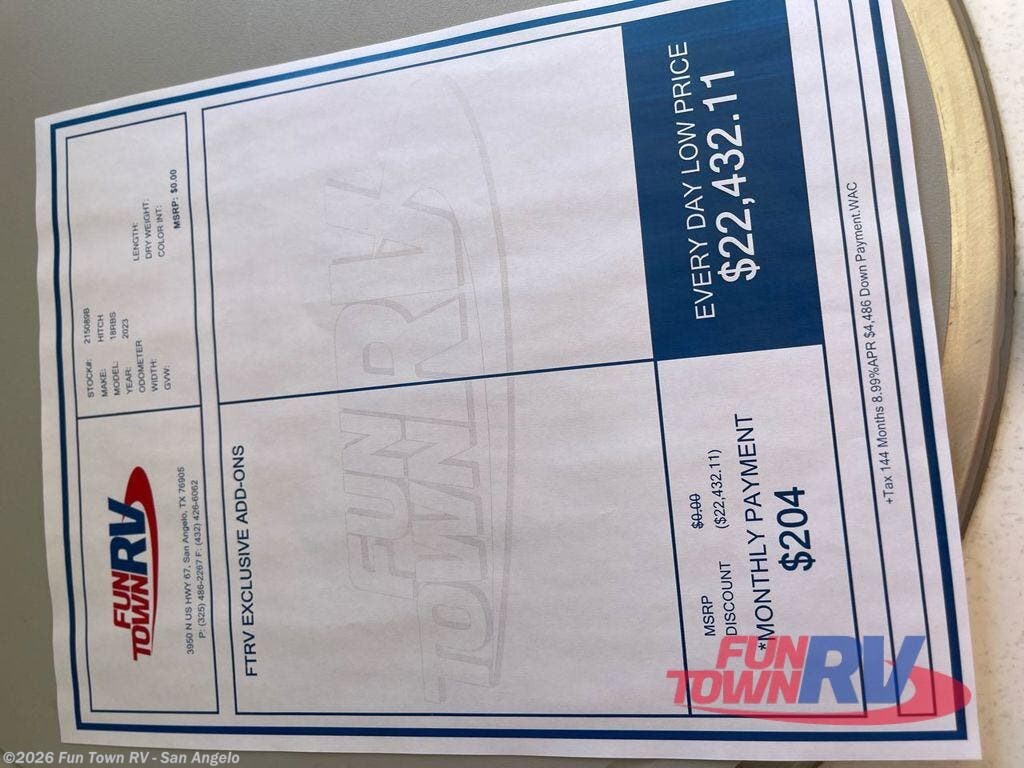 FUN
TOWN RV
3950 N US HWY 67, San Angelo, TX 76905
P: (325) 486-2267 F: (432) 426-6062
STOCK#: 215089B
MAKE: HITCH
MODEL: 18RBS
YEAR: 2023
ODOMETER
WIDTH: LENGTH:
GVW: DRY WEIGHT:
COLOR INT:
MSRP: $0.00
FTRV EXCLUSIVE ADD-ONS
FUN
TOWN RV
MSRP $0.00
DISCOUNT ($22,432.11)
*MONTHLY PAYMENT
$204
EVERY DAY LOW PRICE
$22,432.11
+Tax 144 Months 8.99%APR $4,486 Down Payment.WAC
FUN
TOWN RV
©2026 Fun Town RV - San Angelo